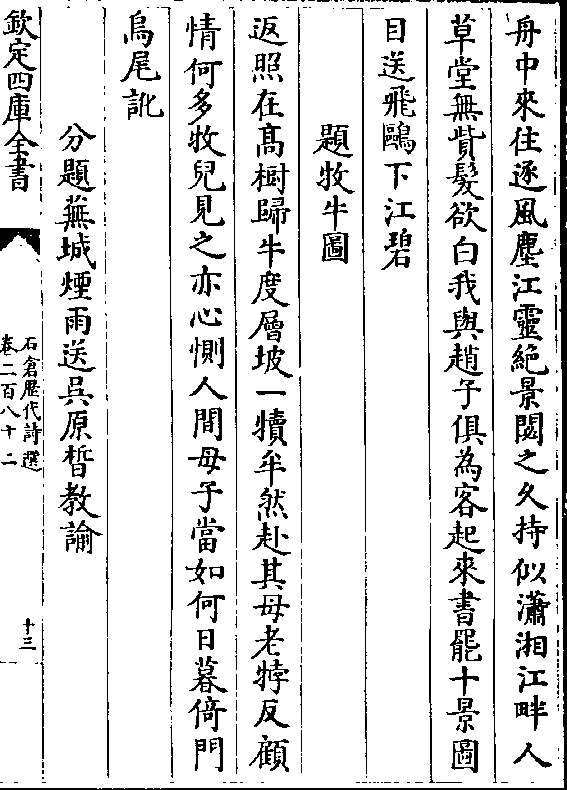 舟中來往逐風塵江靈絶景閟之久持似瀟湘江畔人
草堂無貲髪欲白我與趙子俱為客起來書罷十景圖
目送飛鷗下江碧
題牧牛圖
返照在髙樹歸牛度層坡一犢牟然赴其母老牸反顧
情何多牧兒見之亦心惻人間母子當如何日暮倚門
烏尾訛
分題蕪城煙雨送吳原晳教諭
欽定四庫全書
石倉歴代詩選
卷二百八十二
十三